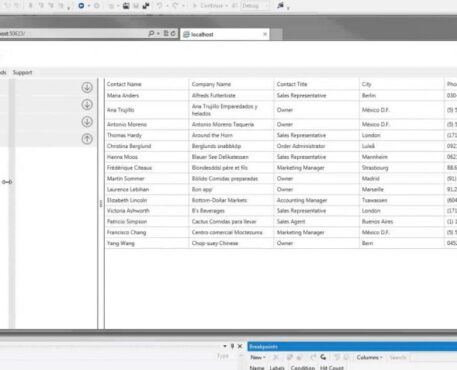 Continue Debug
ost:50622/ localhost
ds Support
Contact Name Company Name Contact Title City Pho
Maria Anders Alfreds Futterkiste Sales Representative Berlin 030-
Ana Trujillo Ana Trujillo Emparedados y helados Owner México D.F. (5) 5
Antonio Moreno Antonio Moreno Taquería Owner México D.F. (5) 5
Thomas Hardy Around the Horn Sales Representative London (171
Christina Berglund Berglunds snabbköp Order Administrator Luleå 092
Hanna Moos Blauer See Delikatessen Sales Representative Mannheim 062
Frédérique Citeaux Blondesddsl père et fils Marketing Manager Strasbourg 88.6
Martín Sommer Bólido Comidas preparadas Owner Madrid (91)
Laurence Lebihan Bon app' Owner Marseille 91.2
Elizabeth Lincoln Bottom-Dollar Markets Accounting Manager Tsawassen (604
Victoria Ashworth B's Beverages Sales Representative London (171
Patricio Simpson Cactus Comidas para llevar Sales Agent Buenos Aires (1) 1
Francisco Chang Centro comercial Moctezuma Marketing Manager México D.F. (5) 5
Yang Wang Chop-suey Chinese Owner Bern 045
Type
Breakpoints
New Columns Search
Name Labels Condition Hit Count